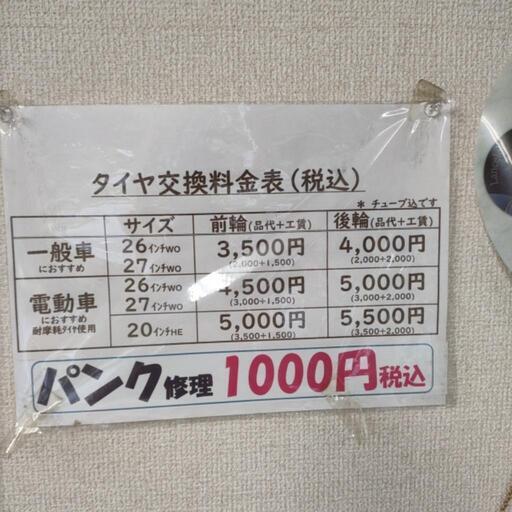 タイヤ交換料金表(税込)
* チューブ込です
サイズ 前輪(品代+工賃) 後輪(品代+工賃)
一般車 におすすめ 26インチWO 27インチWO 3,500円 (2,000+1,500) 4,000円 (2,000+2,000)
電動車 におすすめ 耐摩耗タイヤ使用 26インチWO 27インチWO 4,500円 (3,000+1,500) 5,000円 (3,000+2,000)
20インチHE 5,000円 (3,500+1,500) 5,500円 (3,500+2,000)
パンク修理 1000円税込